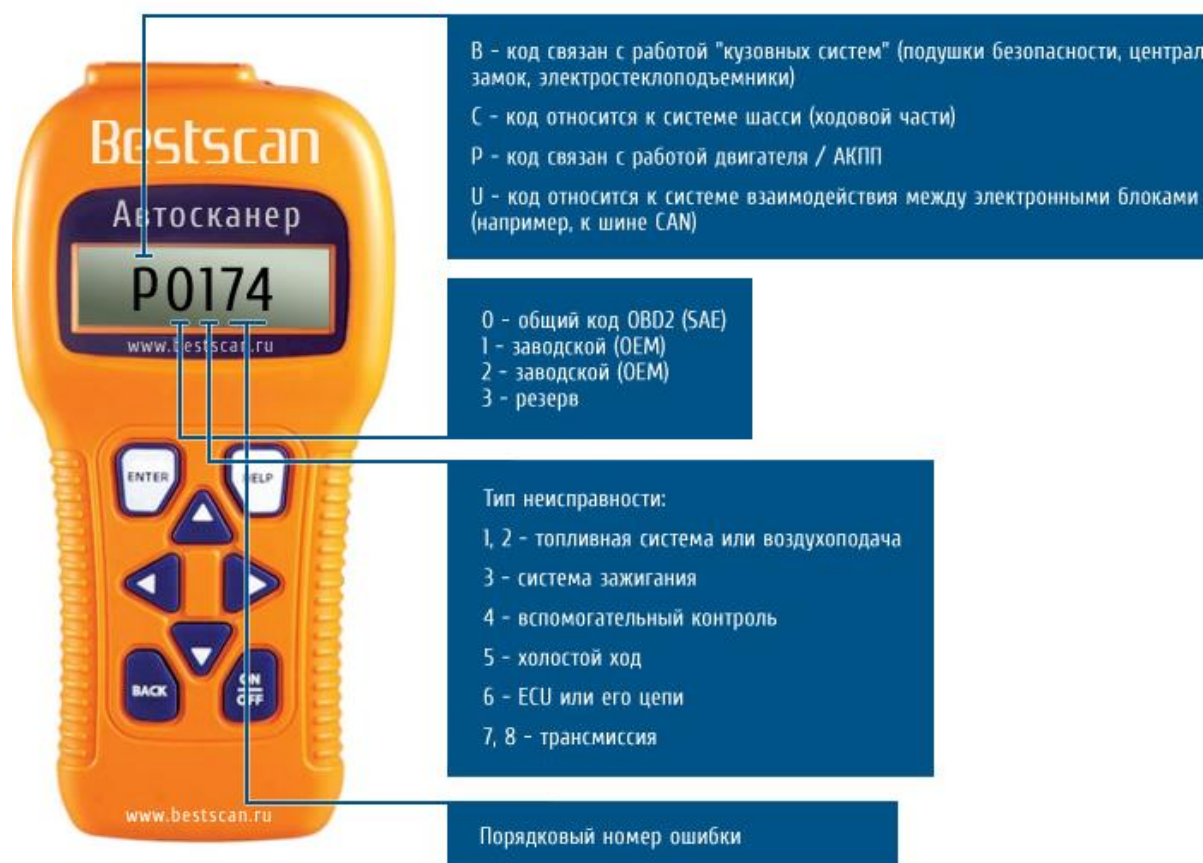 Bestscan
Автосканер
P0174
www.bestscan.ru
ENTER
HELP
BACK
ON
OFF
www.bestscan.ru
B - код связан с работой "кузовных систем" (подушки безопасности, централ
замок, электростеклоподъемники)
C - код относится к системе шасси (ходовой части)
P - код связан с работой двигателя / АКПП
U - код относится к системе взаимодействия между электронными блоками
(например, к шине CAN)
0 - общий код OBD2 (SAE)
1 - заводской (OEM)
2 - заводской (OEM)
3 - резерв
Тип неисправности:
1, 2 - топливная система или воздухоподача
3 - система зажигания
4 - вспомогательный контроль
5 - холостой ход
6 - ECU или его цепи
7, 8 - трансмиссия
Порядковый номер ошибки